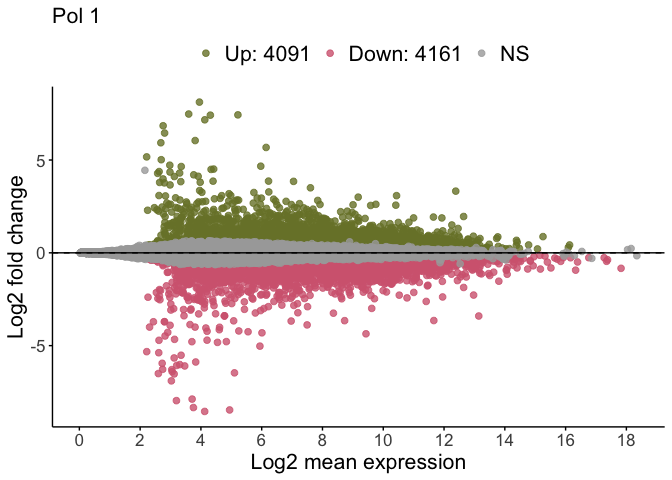 Pol 1
Up: 4091 Down: 4161 NS
Log2 fold change
5
0
-5
0 2 4 6 8 10 12 14 16 18
Log2 mean expression